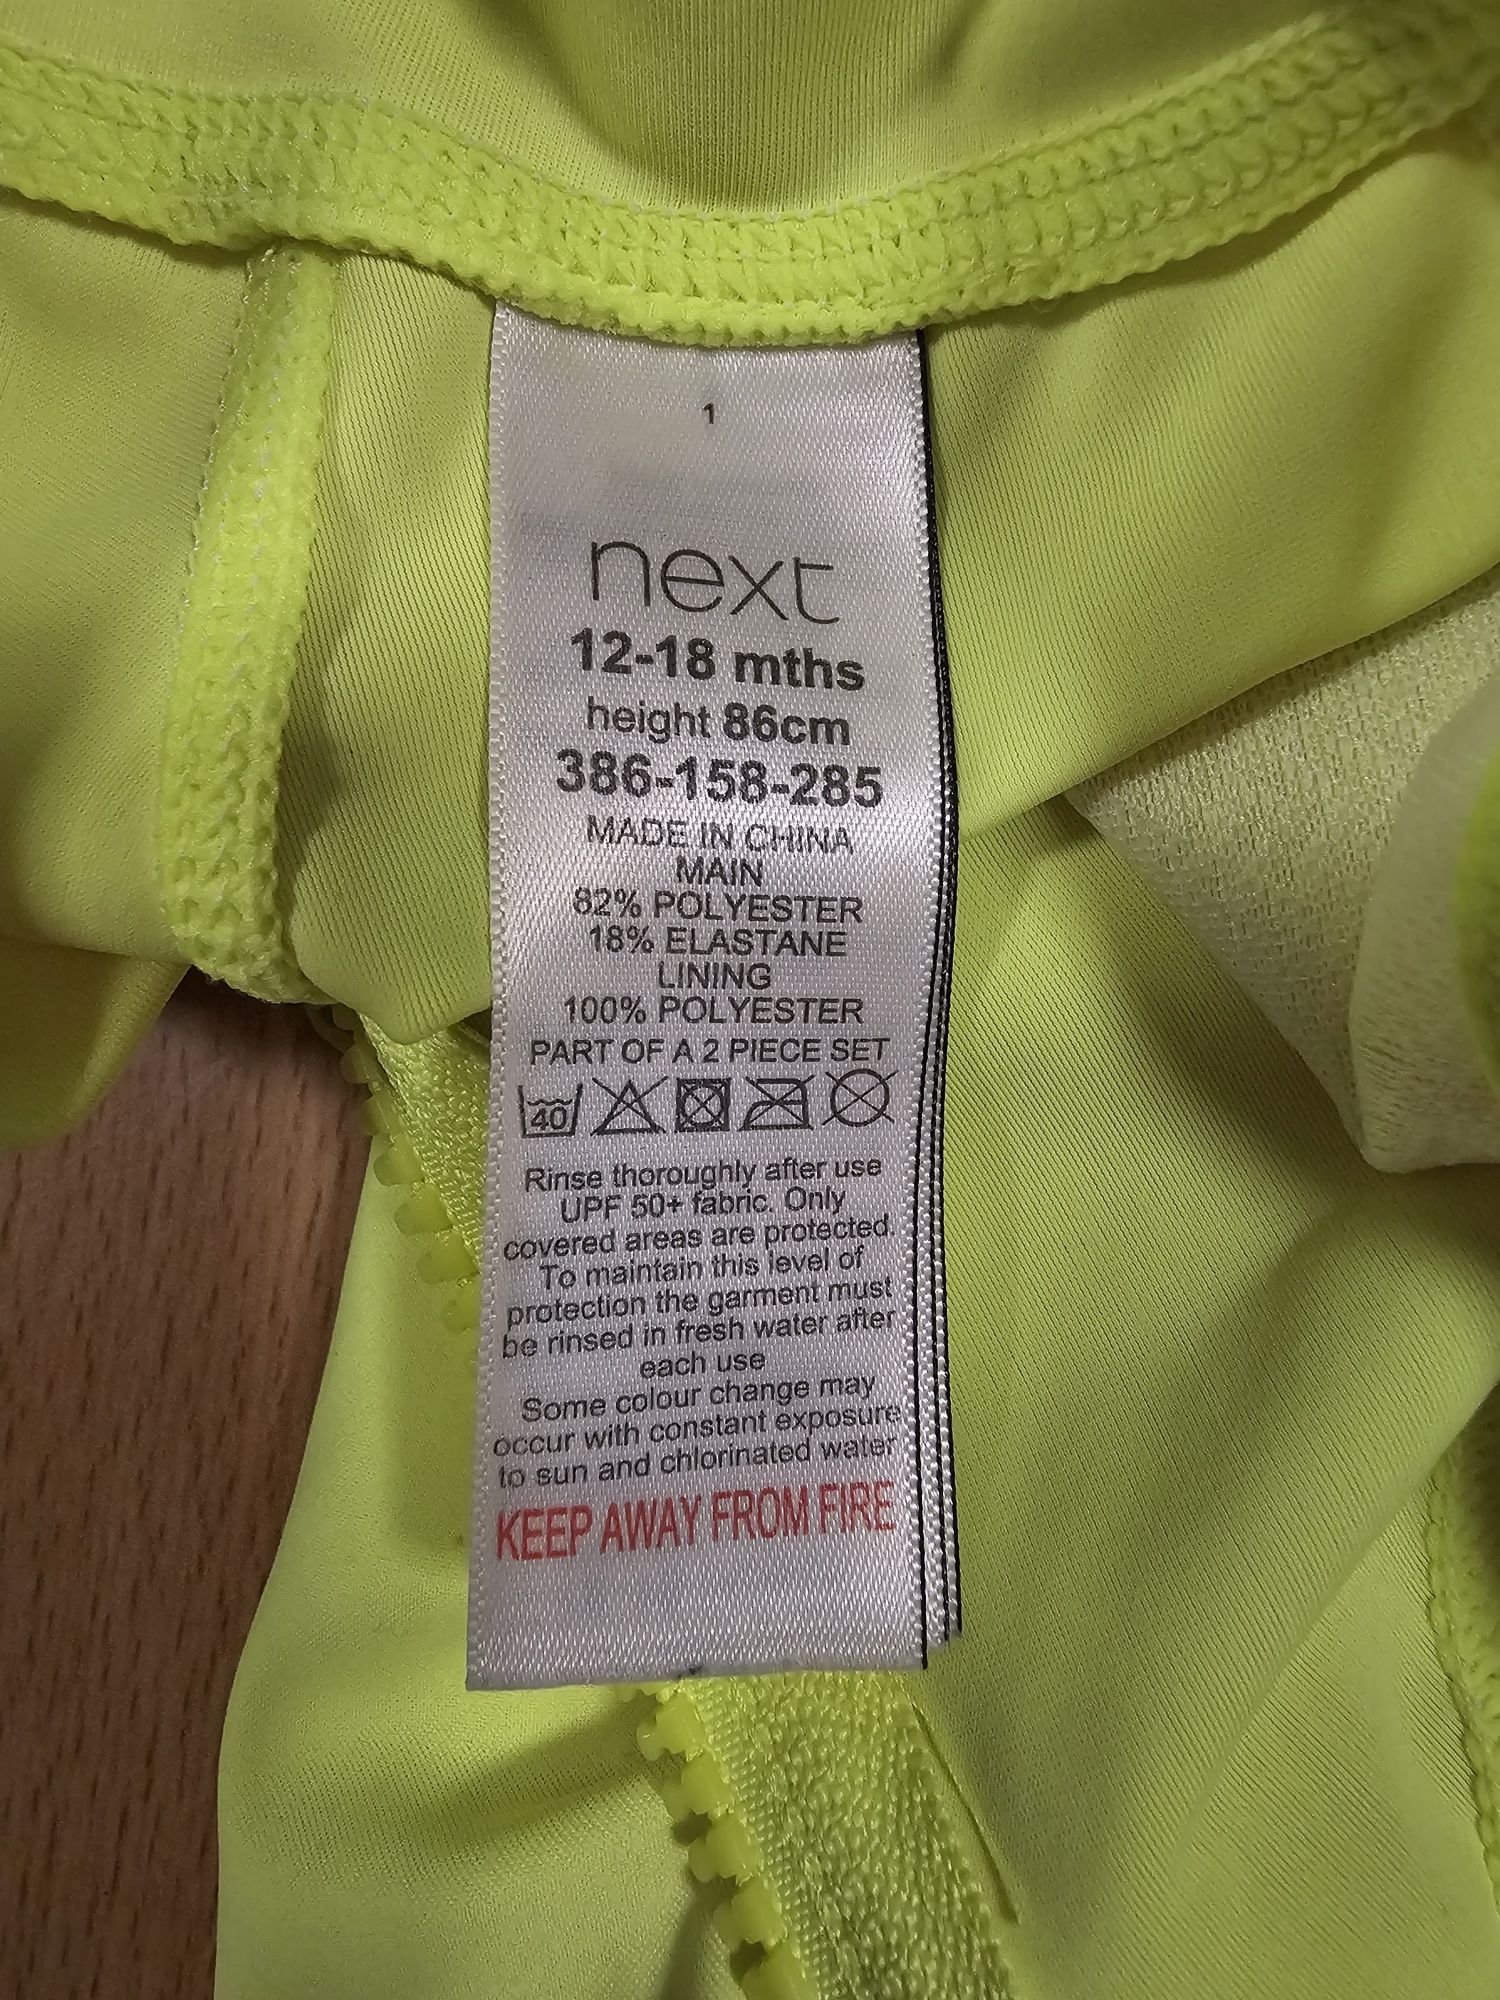 1
next
12-18 mths
height 86cm
386-158-285
MADE IN CHINA
MAIN
82% POLYESTER
18% ELASTANE
LINING
100% POLYESTER
PART OF A 2 PIECE SET
40
Rinse thoroughly after use
UPF 50+ fabric. Only
covered areas are protected.
To maintain this level of
protection the garment must
be rinsed in fresh water after
each use
Some colour change may
occur with constant exposure
to sun and chlorinated water
KEEP AWAY FROM FIRE